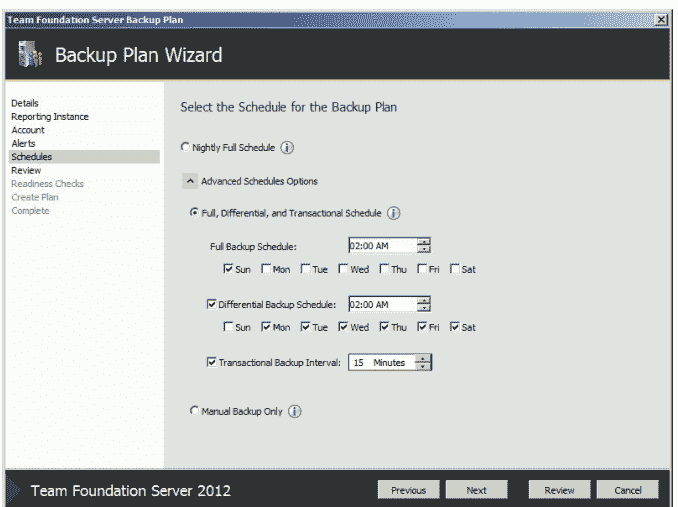 Team Foundation Server Backup Plan
Backup Plan Wizard
Details
Reporting Instance
Account
Alerts
Schedules
Review
Readiness Checks
Create Plan
Complete
Select the Schedule for the Backup Plan
Nightly Full Schedule
Advanced Schedules Options
Full, Differential, and Transactional Schedule
Full Backup Schedule: 02:00 AM
Sun Mon Tue Wed Thu Fri Sat
Differential Backup Schedule: 02:00 AM
Sun Mon Tue Wed Thu Fri Sat
Transactional Backup Interval: 15 Minutes
Manual Backup Only
Team Foundation Server 2012
Previous Next Review Cancel